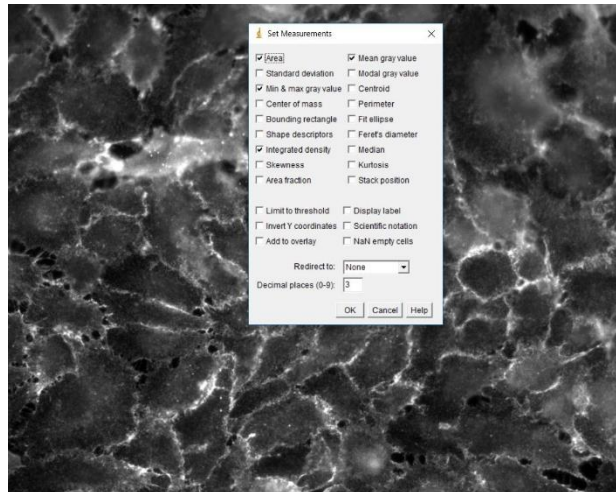 Set Measurements
Area Mean gray value
Standard deviation Modal gray value
Min & max gray value Centroid
Center of mass Perimeter
Bounding rectangle Fit ellipse
Shape descriptors Feret's diameter
Integrated density Median
Skewness Kurtosis
Area fraction Stack position
Limit to threshold Display label
Invert Y coordinates Scientific notation
Add to overlay NaN empty cells
Redirect to: None
Decimal places (0-9): 3
OK Cancel Help